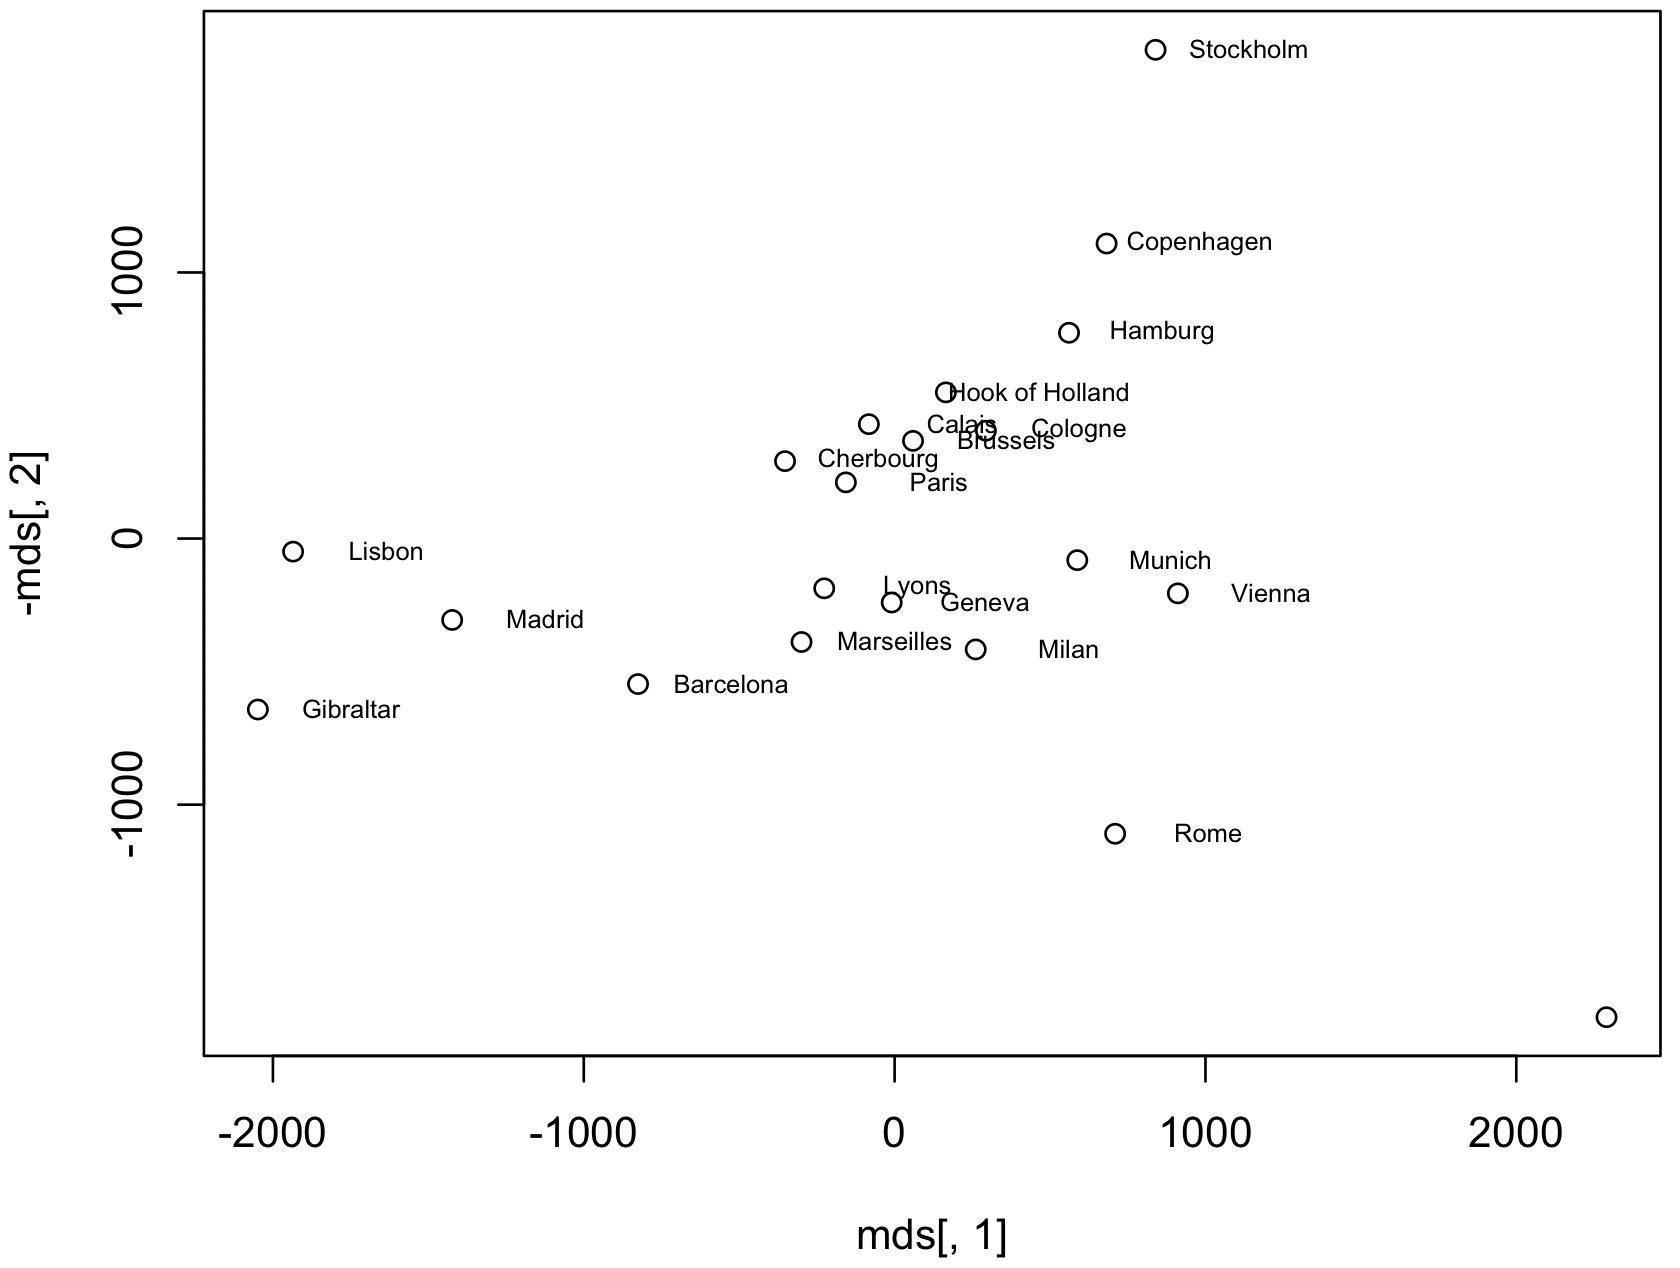 Stockholm
Copenhagen
Hamburg
Hook of Holland
Calais
Cologne
Brussels
Cherbourg
Paris
Lisbon
Munich
Lyons
Vienna
Geneva
Madrid
Marseilles
Milan
Barcelona
Gibraltar
Rome
1000
0
-1000
-mds[, 2]
-2000 -1000 0 1000 2000
mds[, 1]